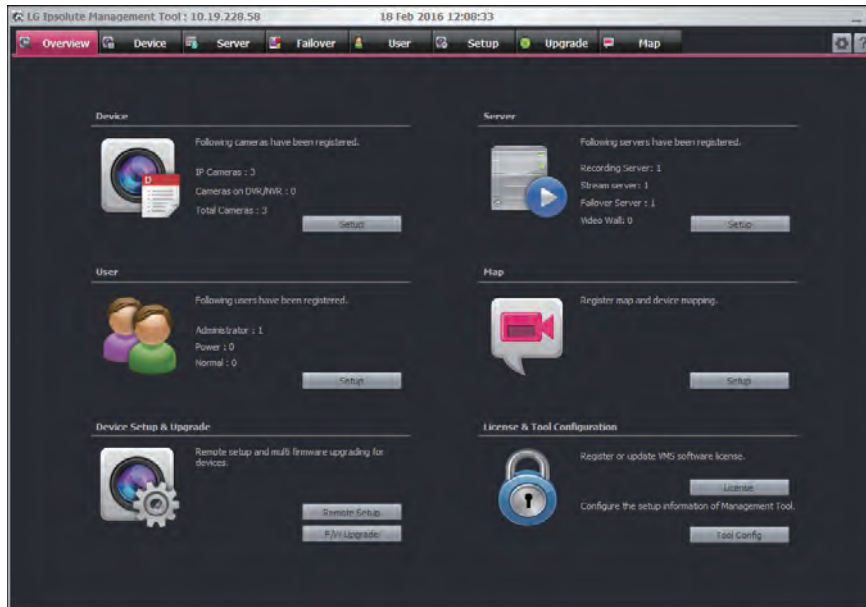 LG Ipsolute Management Tool : 10.19.228.58 18 Feb 2016 12:08:33
Overview Device Server Failover User Setup Upgrade Map
Device
Following cameras have been registered.
IP Cameras : 3
Cameras on DVR/NVR : 0
Total Cameras : 3
Setup
Server
Following servers have been registered.
Recording Server: 1
Stream server: 1
Failover Server : 1
Video Wall: 0
Setup
User
Following users have been registered.
Administrator : 1
Power : 0
Normal : 0
Setup
Map
Register map and device mapping.
Setup
Device Setup & Upgrade
Remote setup and multi firmware upgrading for
devices.
Remote Setup
F/W Upgrade
License & Tool Configuration
Register or update VMS software license.
License
Configure the setup information of Management Tool.
Tool Config